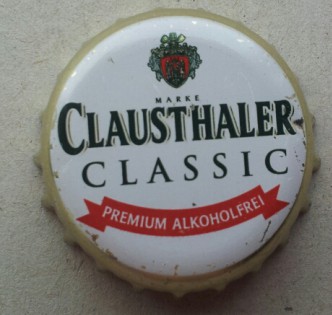 MARKE
CLAUSTHALER
CLASSIC
PREMIUM ALKOHOLFREI